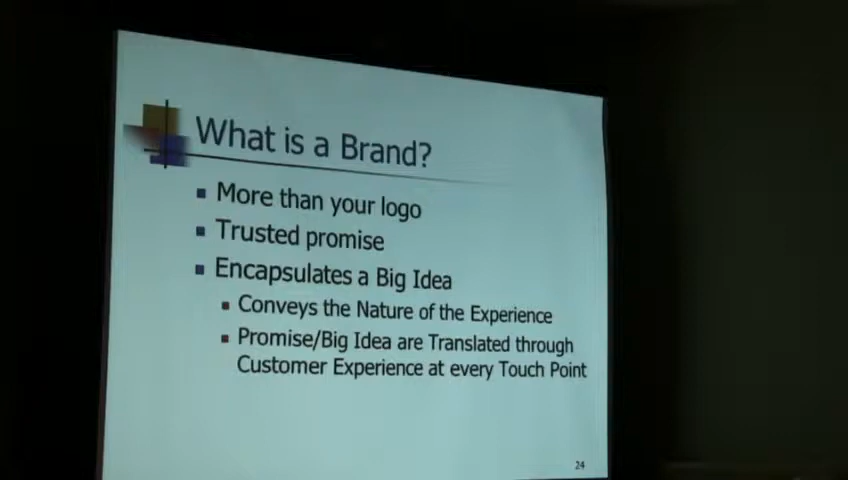 What is a Brand?
More than your logo
Trusted promise
Encapsulates a Big Idea
Conveys the Nature of the Experience
Promise/Big Idea are Translated through
Customer Experience at every Touch Point
24